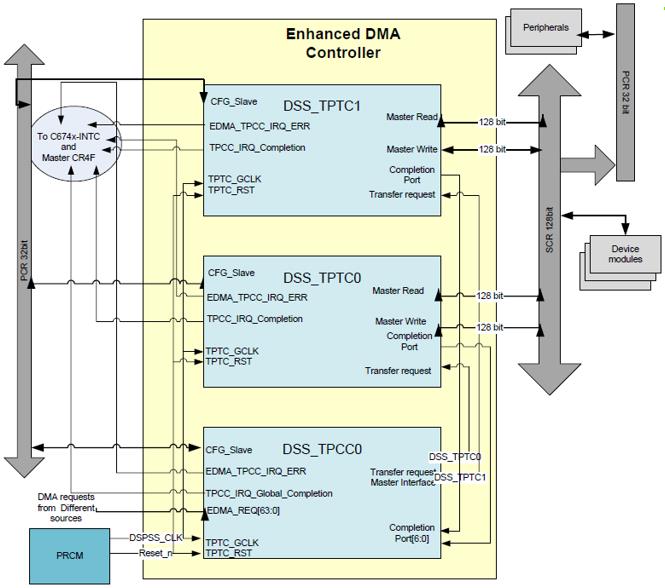 Enhanced DMA
Controller
Peripherals
PCR 32 bit
CFG_Slave
DSS_TPTC1
Master Read
128 bit
EDMA_TPCC_IRQ_ERR
To C674x-INTC
and
Master CR4F
TPCC_IRQ_Completion
Master Write
128 bit
Completion
Port
TPTC_GCLK
TPTC_RST
Transfer request
SCR 128bit
PCR 32bit
Device
modules
CFG_Slave
DSS_TPTC0
Master Read
128 bit
EDMA_TPCC_IRQ_ERR
TPCC_IRQ_Completion
Master Write
128 bit
Completion
Port
TPTC_GCLK
TPTC_RST
Transfer request
CFG_Slave
DSS_TPCC0
DSS_TPTC0
EDMA_TPCC_IRQ_ERR
Transfer request
Master Interface
DSS_TPTC1
TPCC_IRQ_Global_Completion
DMA requests
from Different
sources
EDMA_REQ[63:0]
Completion
Port[6:0]
PRCM
DSPSS_CLK
TPTC_GCLK
Reset_n
TPTC_RST